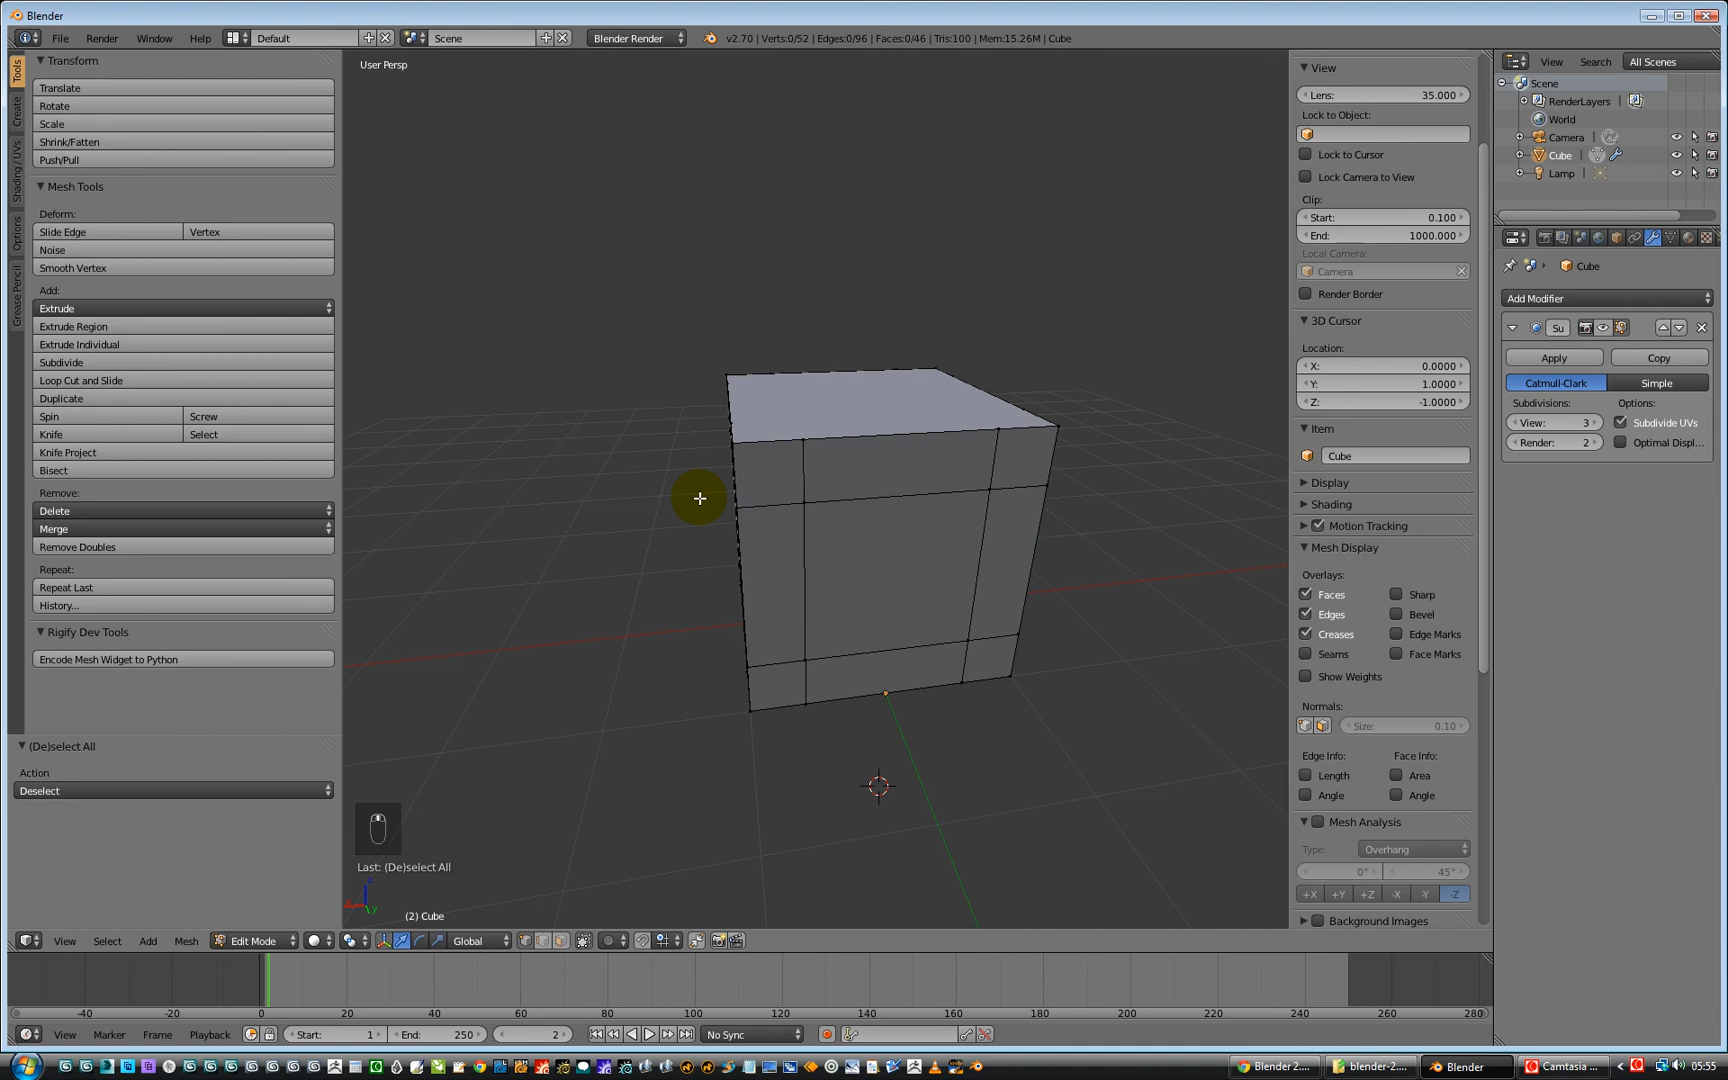 Blender
File Render Window Help Default Scene Blender Render v2.70 | Verts:0/52 | Edges:0/96 | Faces:0/46 | Tris:100 | Mem:15.26M | Cube
Tools
Create
Shading / UVs
Options
Grease Pencil
Transform
Translate
Rotate
Scale
Shrink/Fatten
Push/Pull
Mesh Tools
Deform:
Slide Edge Vertex
Noise
Smooth Vertex
Add:
Extrude
Extrude Region
Extrude Individual
Subdivide
Loop Cut and Slide
Duplicate
Spin Screw
Knife Select
Knife Project
Bisect
Remove:
Delete
Merge
Remove Doubles
Repeat:
Repeat Last
History...
Rigify Dev Tools
Encode Mesh Widget to Python
(De)select All
Action
Deselect
User Persp
Last: (De)select All
(2) Cube
View
Lens: 35.000
Lock to Object:
Lock to Cursor
Lock Camera to View
Clip:
Start: 0.100
End: 1000.000
Local Camera:
Camera
Render Border
3D Cursor
Location:
X: 0.0000
Y: 1.0000
Z: -1.0000
Item
Cube
Display
Shading
Motion Tracking
Mesh Display
Overlays:
Faces Sharp
Edges Bevel
Creases Edge Marks
Seams Face Marks
Show Weights
Normals:
Size: 0.10
Edge Info: Face Info:
Length Area
Angle Angle
Mesh Analysis
Type: Overhang
0° 45°
+X +Y +Z -X -Y -Z
Background Images
View Search All Scenes
Scene
RenderLayers
World
Camera
Cube
Lamp
Cube
Add Modifier
Su
Apply Copy
Catmull-Clark Simple
Subdivisions: Options:
View: 3 Subdivide UVs
Render: 2 Optimal Displ...
View Select Add Mesh Edit Mode Global
-40 -20 0 20 40 60 80 100 120 140 160 180 200 220 240 260 280
View Marker Frame Playback Start: 1 End: 250 2 No Sync
Blender 2.... blender-2.... Blender Camtasia ... 05:55